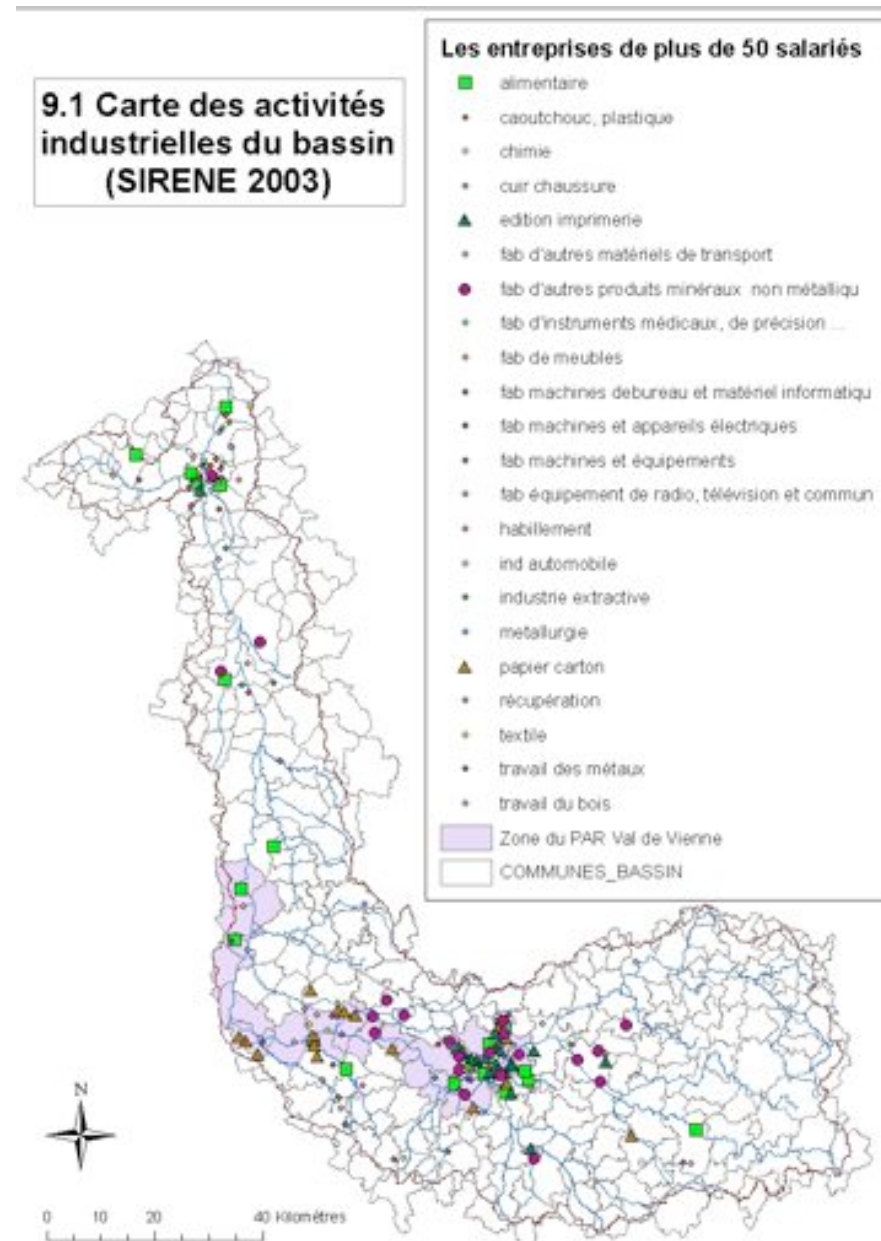 9.1 Carte des activités
industrielles du bassin
(SIRENE 2003)
Les entreprises de plus de 50 salariés
alimentaire
caoutchouc, plastique
chimie
cuir chaussure
edition imprimerie
fab d'autres matériels de transport
fab d'autres produits minéraux non métalliqu
fab d'instruments médicaux, de précision ...
fab de meubles
fab machines debureau et matériel informatiqu
fab machines et appareils électriques
fab machines et équipements
fab équipement de radio, télévision et commun
habillement
ind automobile
industrie extractive
metallurgie
papier carton
récupération
textile
travail des métaux
travail du bois
Zone du PAR Val de Vienne
COMMUNES_BASSIN
N
0 10 20 40 Kilomètres